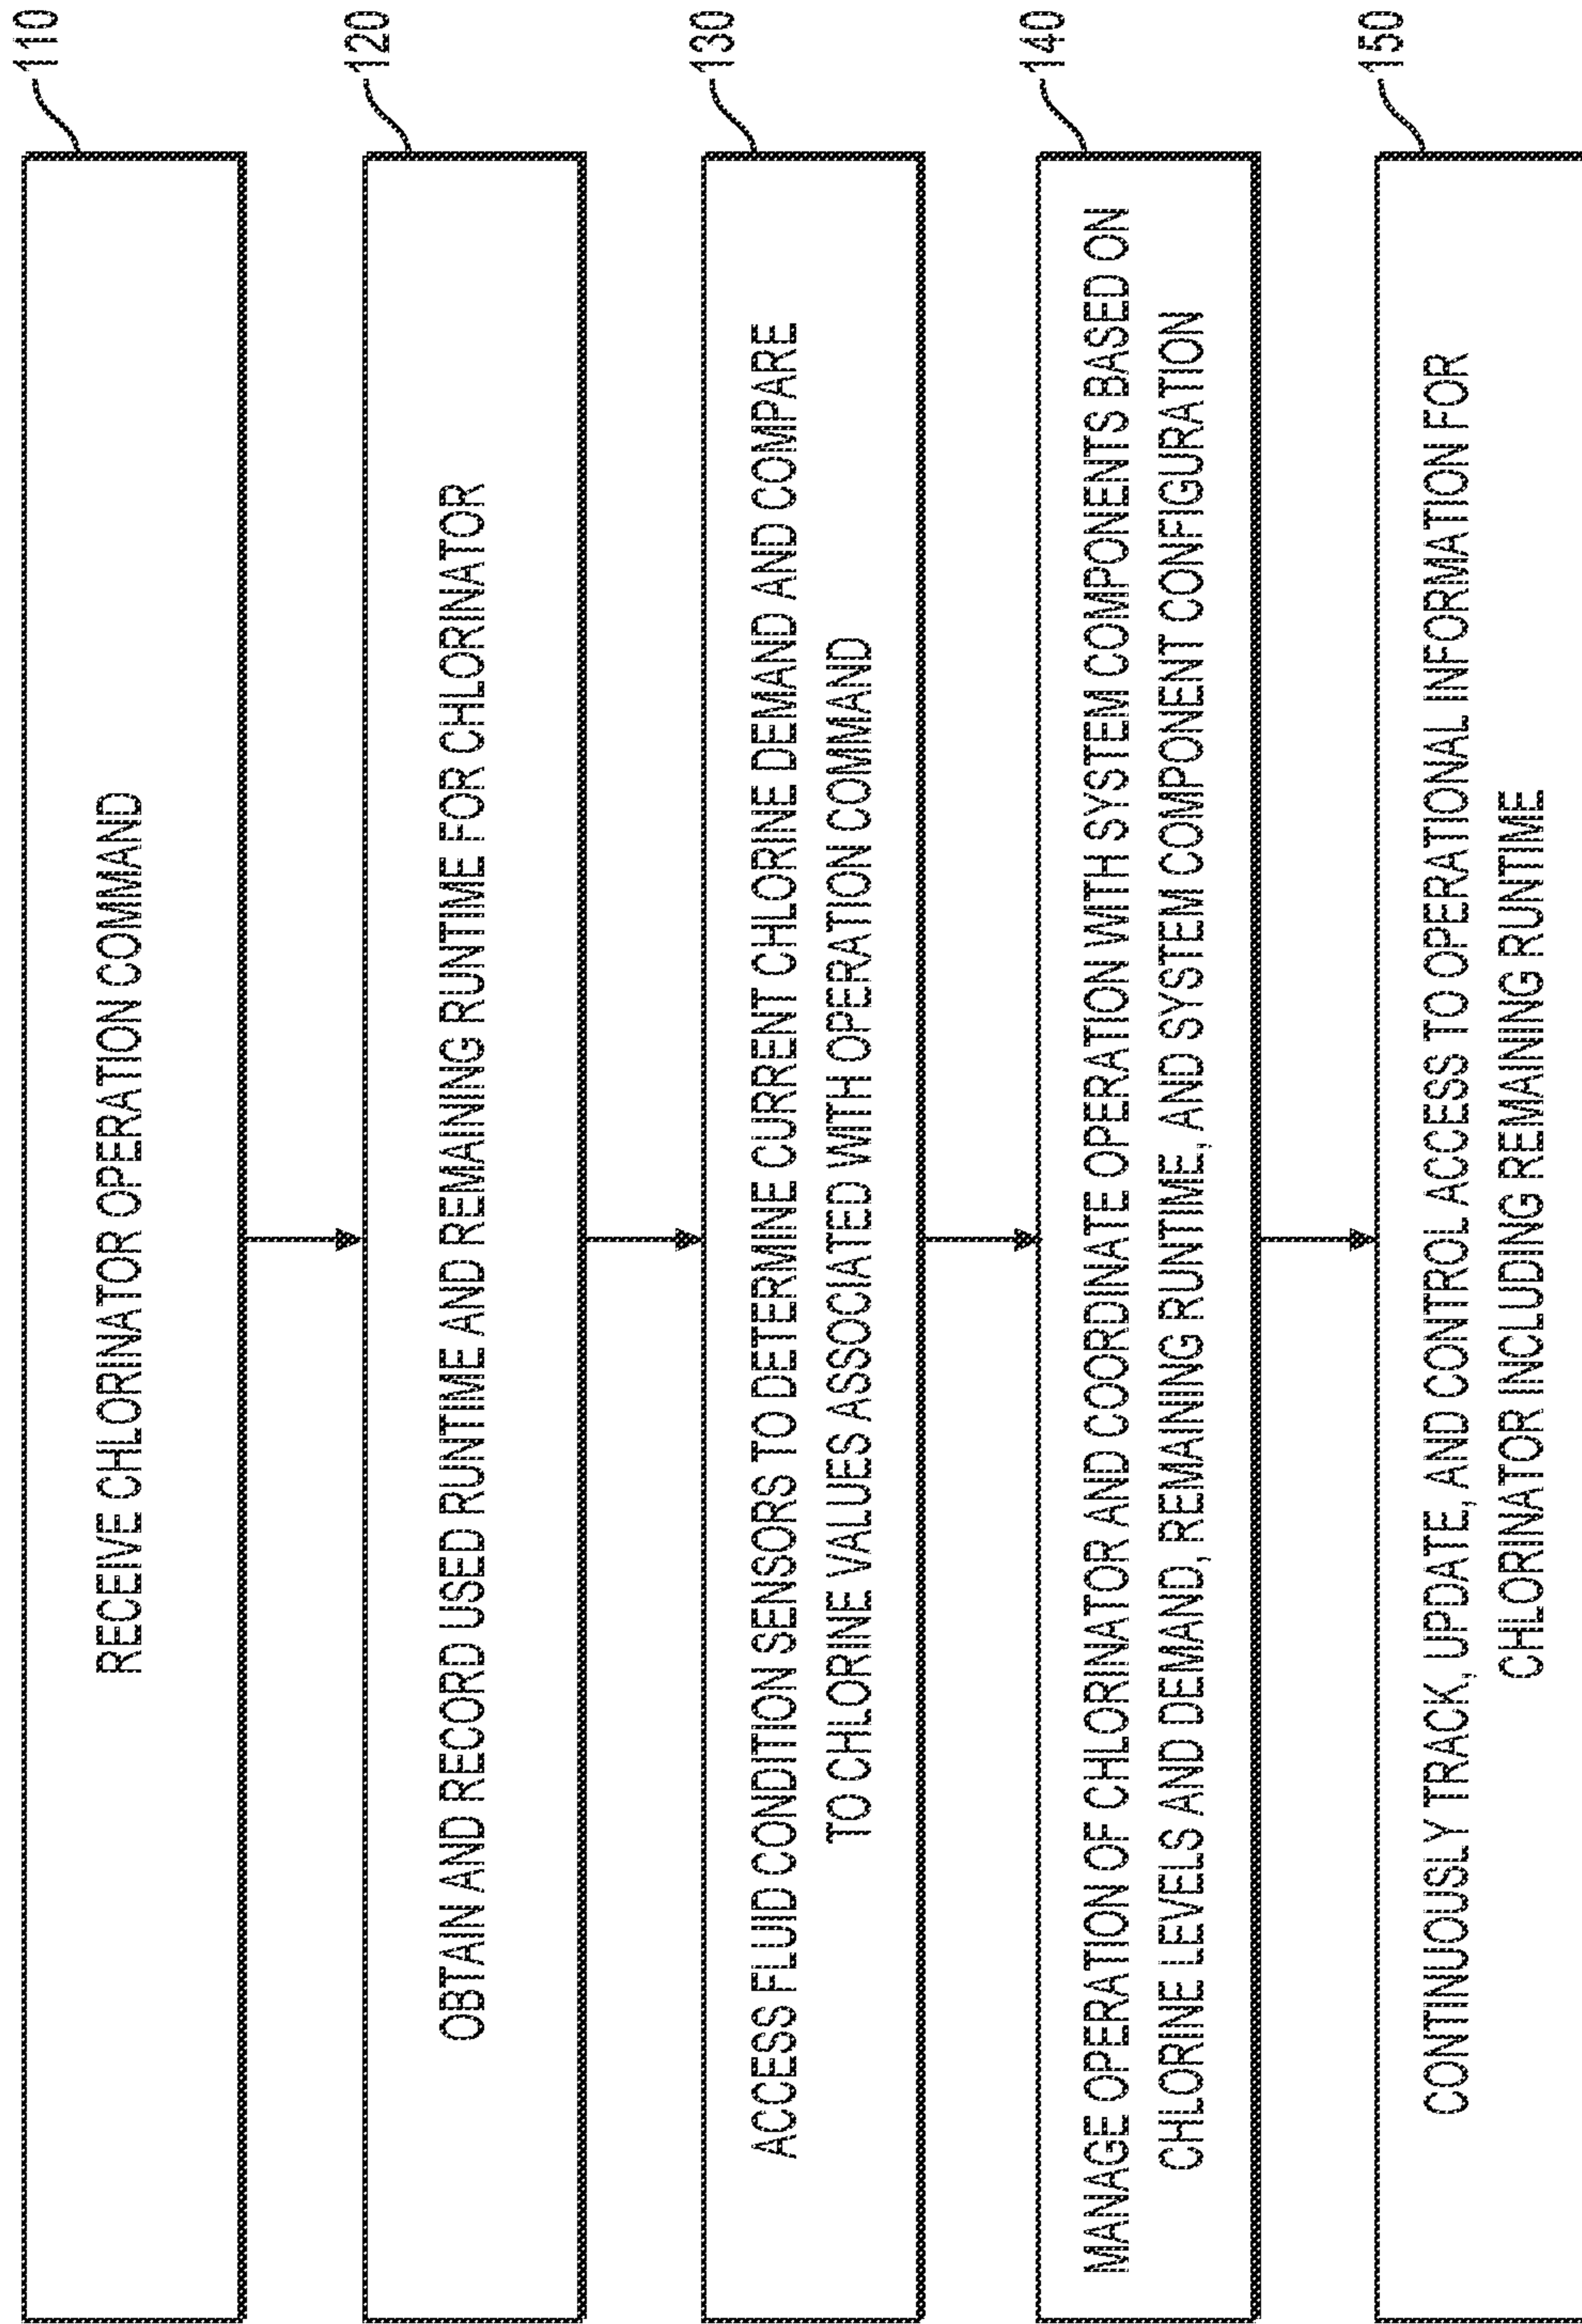 110
RECEIVE CHLORINATOR OPERATION COMMAND
120
OBTAIN AND RECORD USED RUNTIME AND REMAINING RUNTIME FOR CHLORINATOR
130
ACCESS FLUID CONDITION SENSORS TO DETERMINE CURRENT CHLORINE DEMAND AND COMPARE
TO CHLORINE VALUES ASSOCIATED WITH OPERATION COMMAND
140
MANAGE OPERATION OF CHLORINATOR AND COORDINATE OPERATION WITH SYSTEM COMPONENTS BASED ON
CHLORINE LEVELS AND DEMAND, REMAINING RUNTIME, AND SYSTEM COMPONENT CONFIGURATION
150
CONTINUOUSLY TRACK, UPDATE, AND CONTROL ACCESS TO OPERATIONAL INFORMATION FOR
CHLORINATOR INCLUDING REMAINING RUNTIME